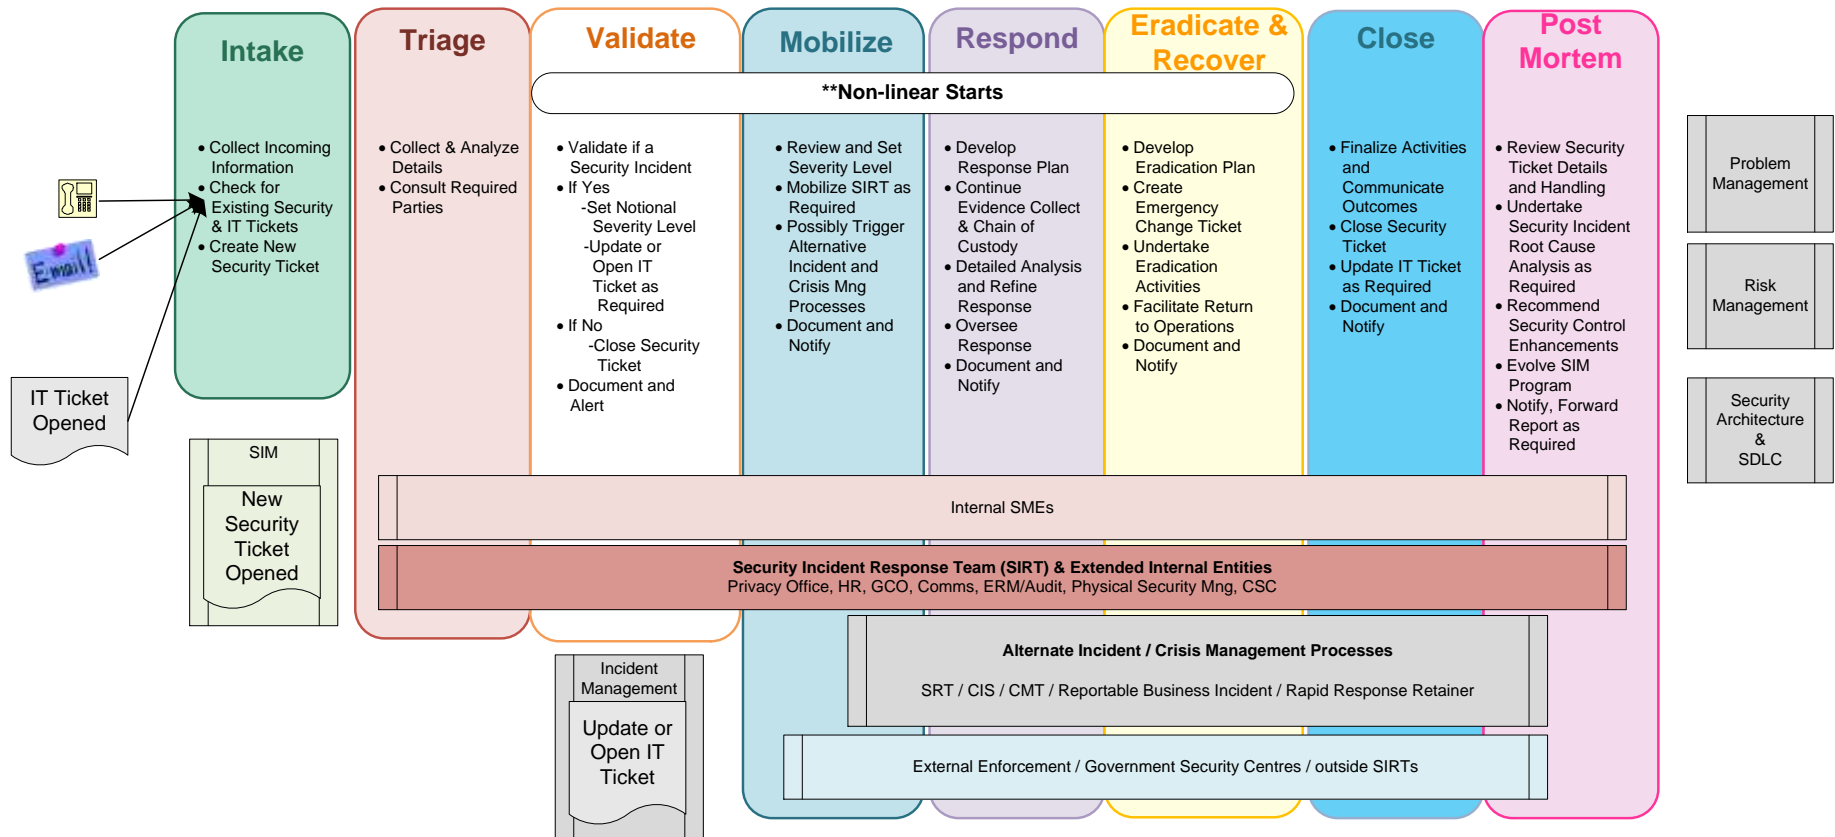 Intake
Triage
Validate
Mobilize
Respond
Eradicate &
Recover
Close
Post
Mortem
**Non-linear Starts
• Collect Incoming
Information
• Check for
Existing Security
& IT Tickets
• Create New
Security Ticket
• Collect & Analyze
Details
• Consult Required
Parties
• Validate if a
Security Incident
• If Yes
-Set Notional
Severity Level
-Update or
Open IT
Ticket as
Required
• If No
-Close Security
Ticket
• Document and
Alert
• Review and Set
Severity Level
• Mobilize SIRT as
Required
• Possibly Trigger
Alternative
Incident and
Crisis Mng
Processes
• Document and
Notify
• Develop
Response Plan
• Continue
Evidence Collect
& Chain of
Custody
• Detailed Analysis
and Refine
Response
• Oversee
Response
• Document and
Notify
• Develop
Eradication Plan
• Create
Emergency
Change Ticket
• Undertake
Eradication
Activities
• Facilitate Return
to Operations
• Document and
Notify
• Finalize Activities
and
Communicate
Outcomes
• Close Security
Ticket
• Update IT Ticket
as Required
• Document and
Notify
• Review Security
Ticket Details
and Handling
• Undertake
Security Incident
Root Cause
Analysis as
Required
• Recommend
Security Control
Enhancements
• Evolve SIM
Program
• Notify, Forward
Report as
Required
Problem
Management
Risk
Management
Security
Architecture
&
SDLC
Email!
IT Ticket
Opened
SIM
New
Security
Ticket
Opened
Internal SMEs
Security Incident Response Team (SIRT) & Extended Internal Entities
Privacy Office, HR, GCO, Comms, ERM/Audit, Physical Security Mng, CSC
Alternate Incident / Crisis Management Processes
SRT / CIS / CMT / Reportable Business Incident / Rapid Response Retainer
Incident
Management
Update or
Open IT
Ticket
External Enforcement / Government Security Centres / outside SIRTs